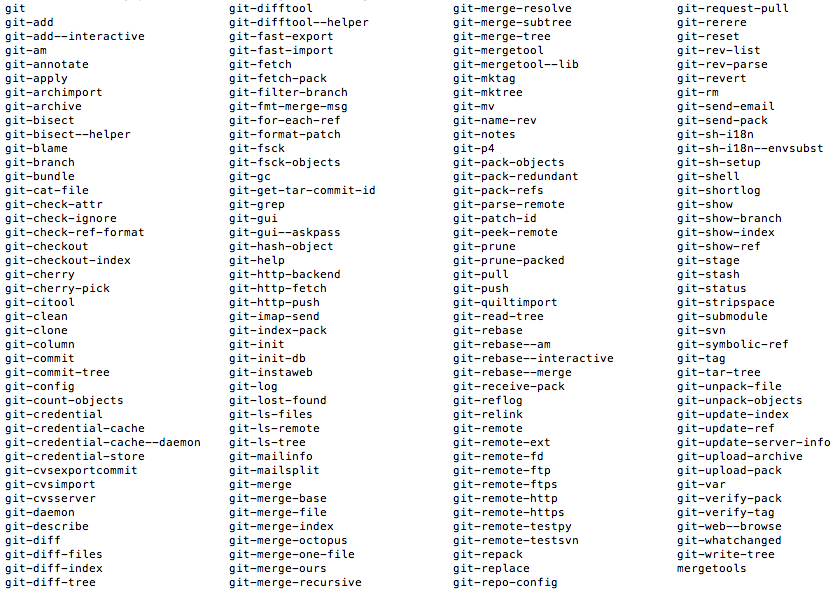 git
git-add
git-add--interactive
git-am
git-annotate
git-apply
git-archimport
git-archive
git-bisect
git-bisect--helper
git-blame
git-branch
git-bundle
git-cat-file
git-check-attr
git-check-ignore
git-check-ref-format
git-checkout
git-checkout-index
git-cherry
git-cherry-pick
git-citool
git-clean
git-clone
git-column
git-commit
git-commit-tree
git-config
git-count-objects
git-credential
git-credential-cache
git-credential-cache--daemon
git-credential-store
git-cvsexportcommit
git-cvsimport
git-cvsserver
git-daemon
git-describe
git-diff
git-diff-files
git-diff-index
git-diff-tree
git-difftool
git-difftool--helper
git-fast-export
git-fast-import
git-fetch
git-fetch-pack
git-filter-branch
git-fmt-merge-msg
git-for-each-ref
git-format-patch
git-fsck
git-fsck-objects
git-gc
git-get-tar-commit-id
git-grep
git-gui
git-gui--askpass
git-hash-object
git-help
git-http-backend
git-http-fetch
git-http-push
git-imap-send
git-index-pack
git-init
git-init-db
git-instaweb
git-log
git-lost-found
git-ls-files
git-ls-remote
git-ls-tree
git-mailinfo
git-mailsplit
git-merge
git-merge-base
git-merge-file
git-merge-index
git-merge-octopus
git-merge-one-file
git-merge-ours
git-merge-recursive
git-merge-resolve
git-merge-subtree
git-merge-tree
git-mergetool
git-mergetool--lib
git-mktag
git-mktree
git-mv
git-name-rev
git-notes
git-p4
git-pack-objects
git-pack-redundant
git-pack-refs
git-parse-remote
git-patch-id
git-peek-remote
git-prune
git-prune-packed
git-pull
git-push
git-quiltimport
git-read-tree
git-rebase
git-rebase--am
git-rebase--interactive
git-rebase--merge
git-receive-pack
git-reflog
git-relink
git-remote
git-remote-ext
git-remote-fd
git-remote-ftp
git-remote-ftps
git-remote-http
git-remote-https
git-remote-testpy
git-remote-testsvn
git-repack
git-replace
git-repo-config
git-request-pull
git-rerere
git-reset
git-rev-list
git-rev-parse
git-revert
git-rm
git-send-email
git-send-pack
git-sh-i18n
git-sh-i18n--envsubst
git-sh-setup
git-shell
git-shortlog
git-show
git-show-branch
git-show-index
git-show-ref
git-stage
git-stash
git-status
git-stripspace
git-submodule
git-svn
git-symbolic-ref
git-tag
git-tar-tree
git-unpack-file
git-unpack-objects
git-update-index
git-update-ref
git-update-server-info
git-upload-archive
git-upload-pack
git-var
git-verify-pack
git-verify-tag
git-web--browse
git-whatchanged
git-write-tree
mergetools